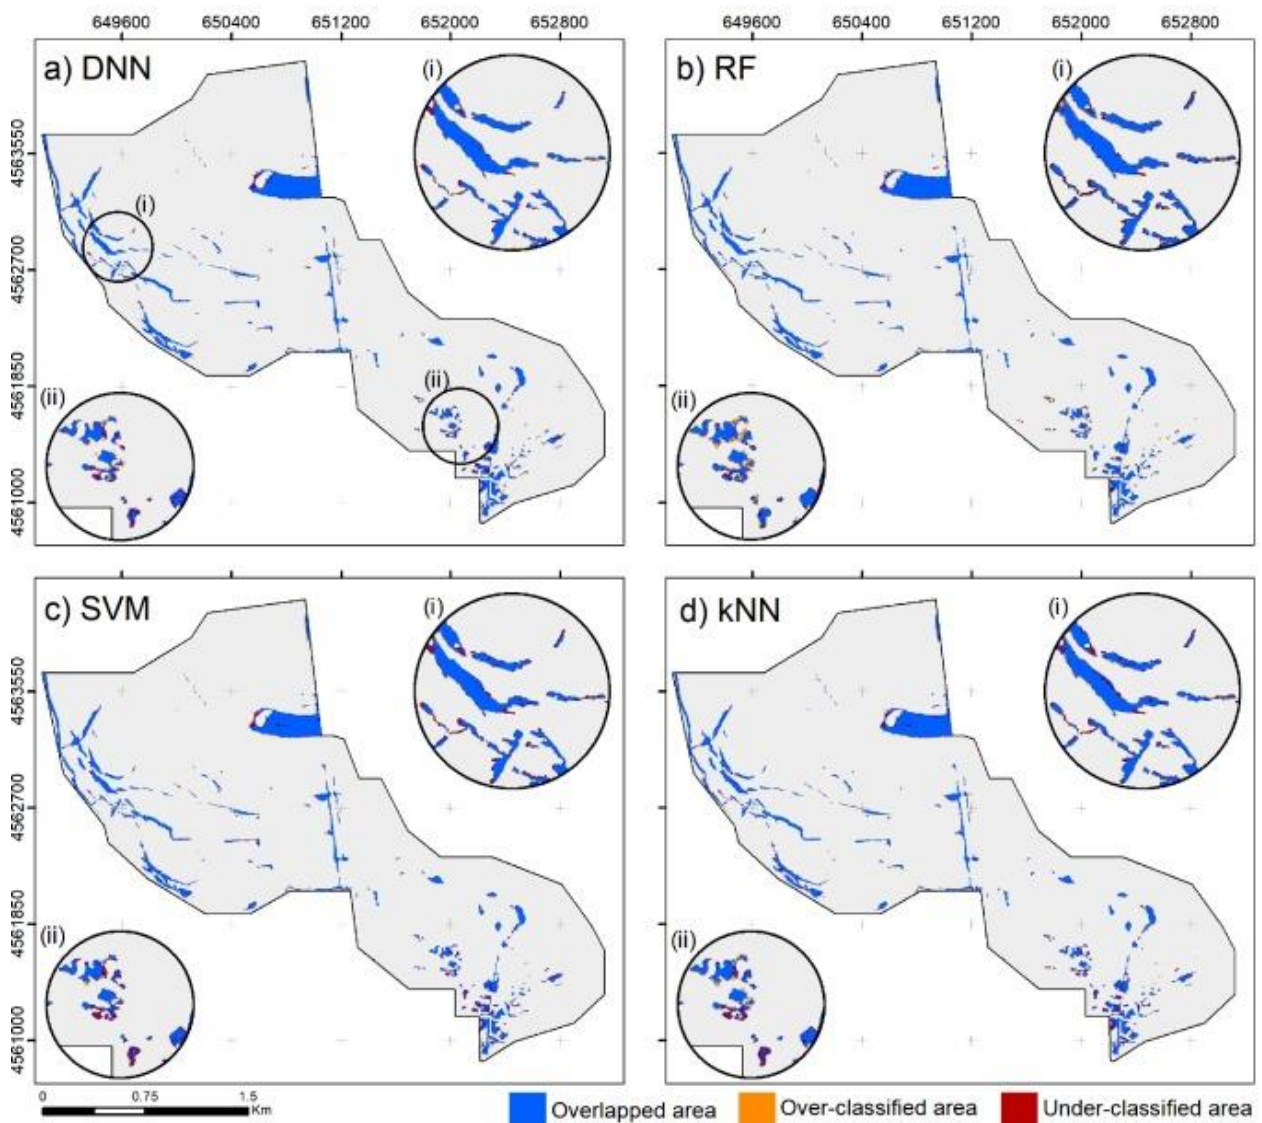 649600 650400 651200 652000 652800 649600 650400 651200 652000 652800
a) DNN
(i)
(i)
(ii)
(ii)
4563550
4562700
4561850
4561000
b) RF
(i)
(ii)
c) SVM
(i)
(ii)
4563550
4562700
4561850
4561000
d) kNN
(i)
(ii)
0 0.75 1.5
Km
Overlapped area Over-classified area Under-classified area